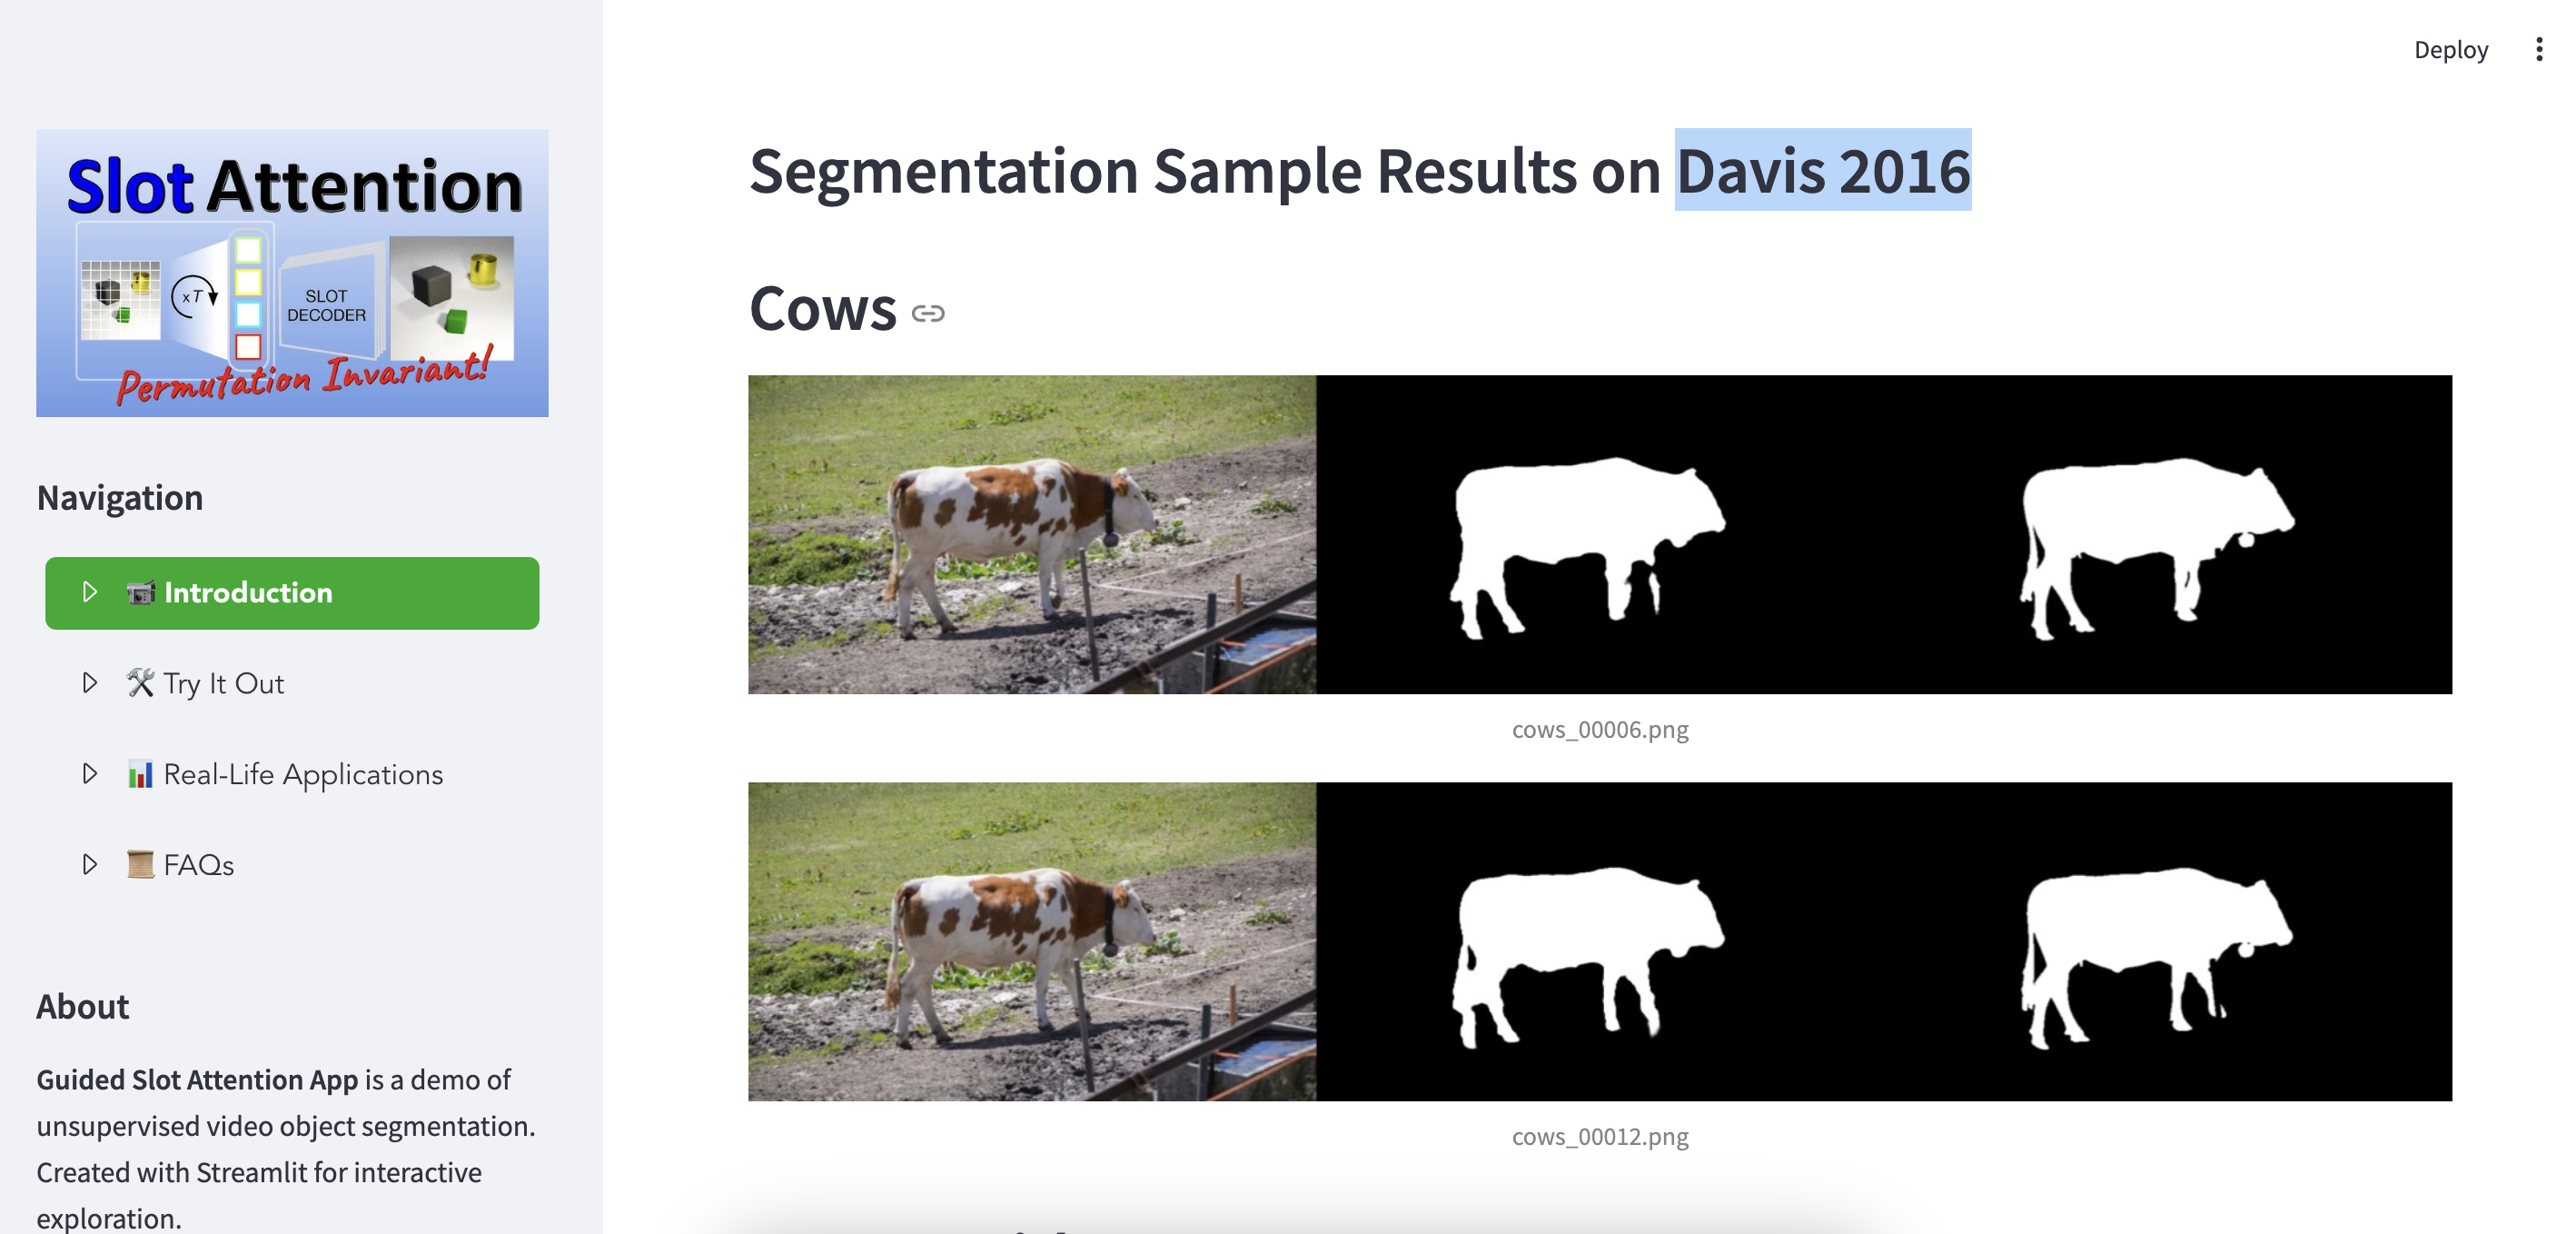 Deploy
Slot Attention
xT
SLOT
DECODER
Permutation Invariant!
Navigation
Introduction
Try It Out
Real-Life Applications
FAQs
About
Guided Slot Attention App is a demo of
unsupervised video object segmentation.
Created with Streamlit for interactive
exploration.
Segmentation Sample Results on Davis 2016
Cows
cows_00006.png
cows_00012.png